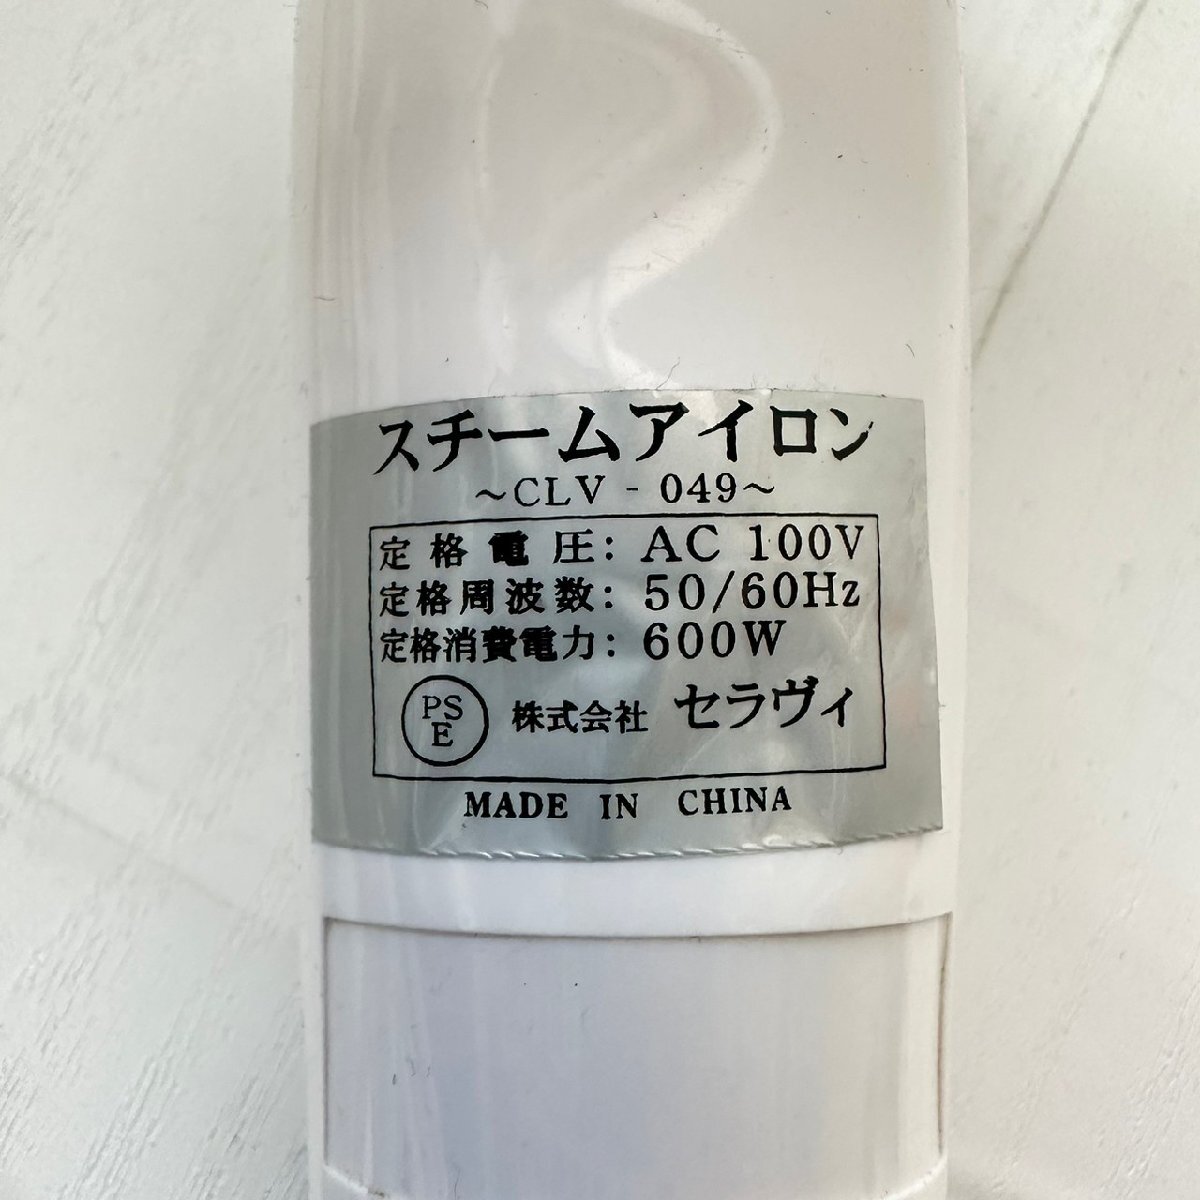 スチームアイロン
～CLV - 049～
定格電圧: AC 100V
定格周波数: 50/60Hz
定格消費電力: 600W
PS
E
株式会社 セラヴィ
MADE IN CHINA